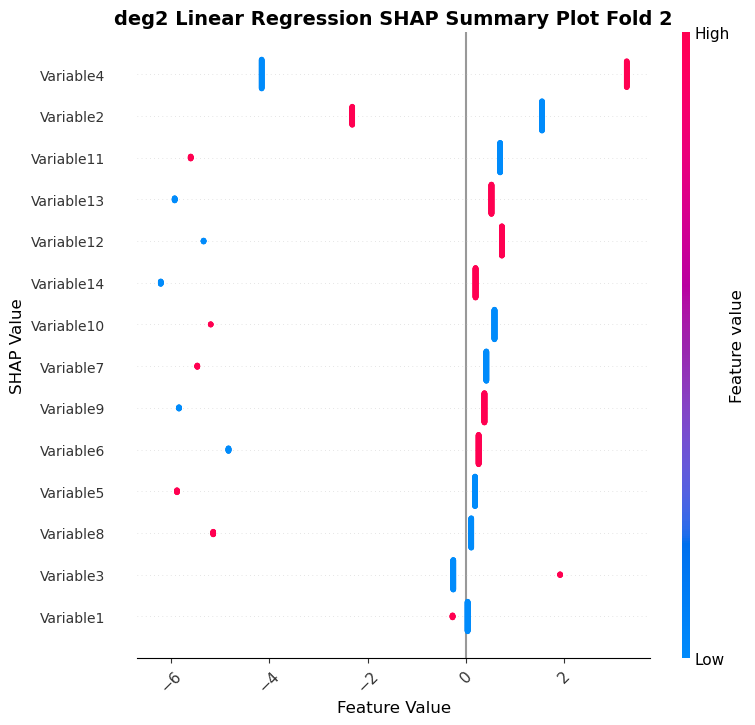 deg2 Linear Regression SHAP Summary Plot Fold 2
High
Variable4
Variable2
Variable11
Variable13
Variable12
Variable14
Variable10
Variable7
Variable9
Variable6
Variable5
Variable8
Variable3
Variable1
SHAP Value
Feature value
Low
−6
−4
−2
0
2
Feature Value